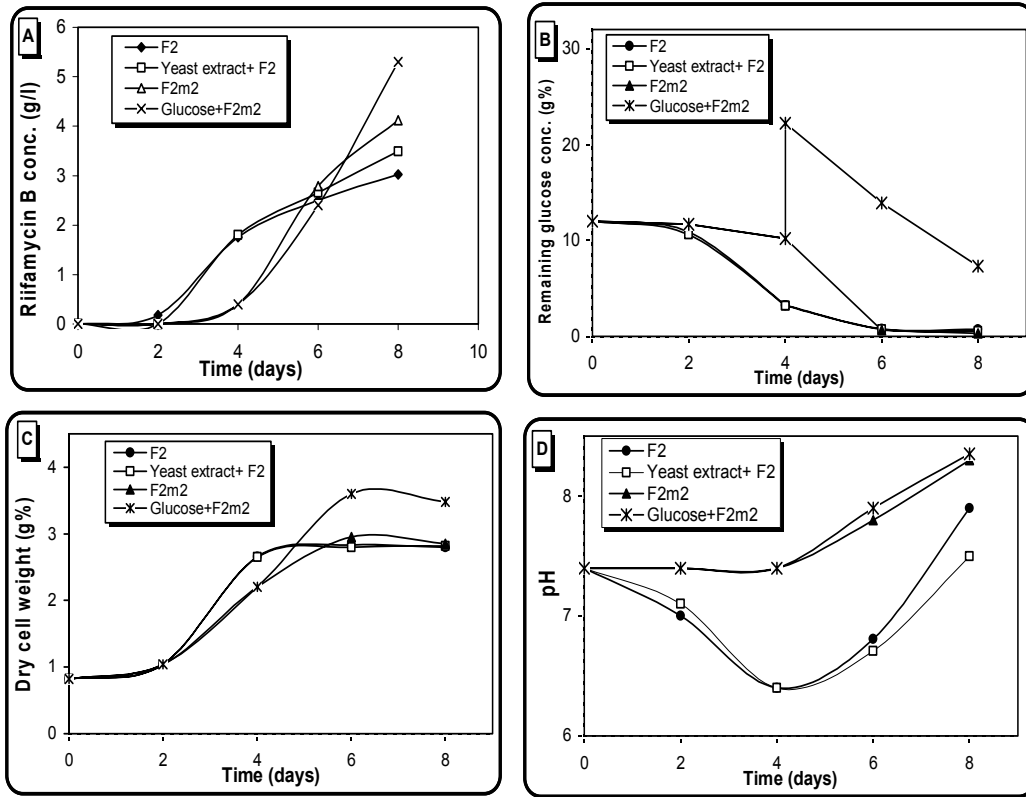 A
F2
Yeast extract+ F2
F2m2
Glucose+F2m2
Riifamycin B conc. (g/l)
6
5
4
3
2
1
0
0 2 4 6 8 10
Time (days)
B
F2
Yeast extract+ F2
F2m2
Glucose+F2m2
Remaining glucose conc. (g%)
30
20
10
0
0 2 4 6 8
Time (days)
C
F2
Yeast extract+ F2
F2m2
Glucose+F2m2
Dry cell weight (g%)
4
3
2
1
0
0 2 4 6 8
Time (days)
D
F2
Yeast extract+ F2
F2m2
Glucose+F2m2
pH
8
7
6
0 2 4 6 8
Time (days)